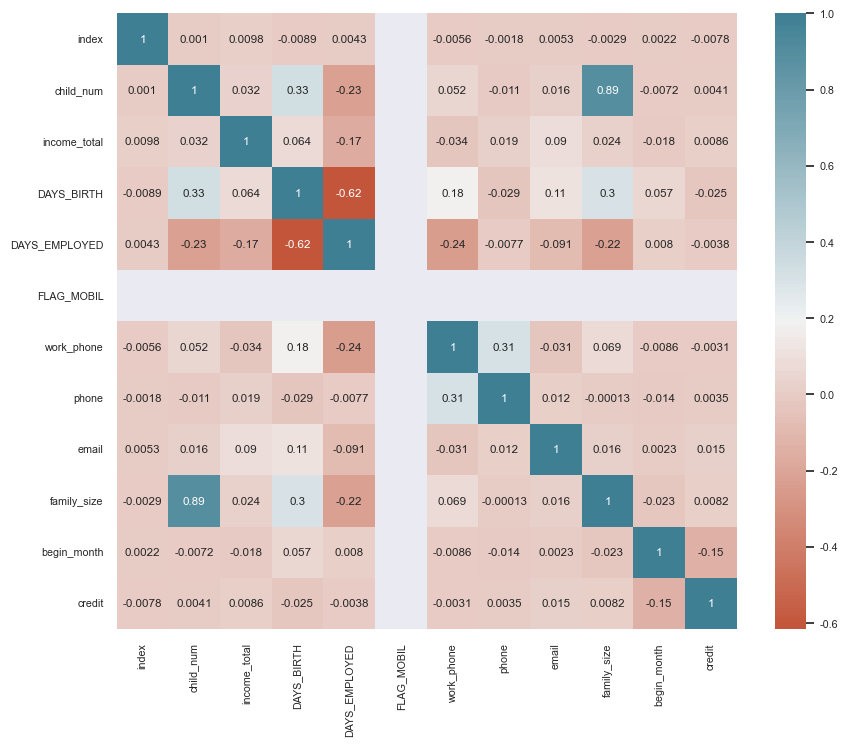 index 1 0.001 0.0098 -0.0089 0.0043 -0.0056 -0.0018 0.0053 -0.0029 0.0022 -0.0078
child_num 0.001 1 0.032 0.33 -0.23 0.052 -0.011 0.016 0.89 -0.0072 0.0041
income_total 0.0098 0.032 1 0.064 -0.17 -0.034 0.019 0.09 0.024 -0.018 0.0086
DAYS_BIRTH -0.0089 0.33 0.064 1 -0.62 0.18 -0.029 0.11 0.3 0.057 -0.025
DAYS_EMPLOYED 0.0043 -0.23 -0.17 -0.62 1 -0.24 -0.0077 -0.091 -0.22 0.008 -0.0038
FLAG_MOBIL
work_phone -0.0056 0.052 -0.034 0.18 -0.24 1 0.31 -0.031 0.069 -0.0086 -0.0031
phone -0.0018 -0.011 0.019 -0.029 -0.0077 0.31 1 0.012 -0.00013 -0.014 0.0035
email 0.0053 0.016 0.09 0.11 -0.091 -0.031 0.012 1 0.016 0.0023 0.015
family_size -0.0029 0.89 0.024 0.3 -0.22 0.069 -0.00013 0.016 1 -0.023 0.0082
begin_month 0.0022 -0.0072 -0.018 0.057 0.008 -0.0086 -0.014 0.0023 -0.023 1 -0.15
credit -0.0078 0.0041 0.0086 -0.025 -0.0038 -0.0031 0.0035 0.015 0.0082 -0.15 1
index child_num income_total DAYS_BIRTH DAYS_EMPLOYED FLAG_MOBIL work_phone phone email family_size begin_month credit
1.0
0.8
0.6
0.4
0.2
0.0
-0.2
-0.4
-0.6